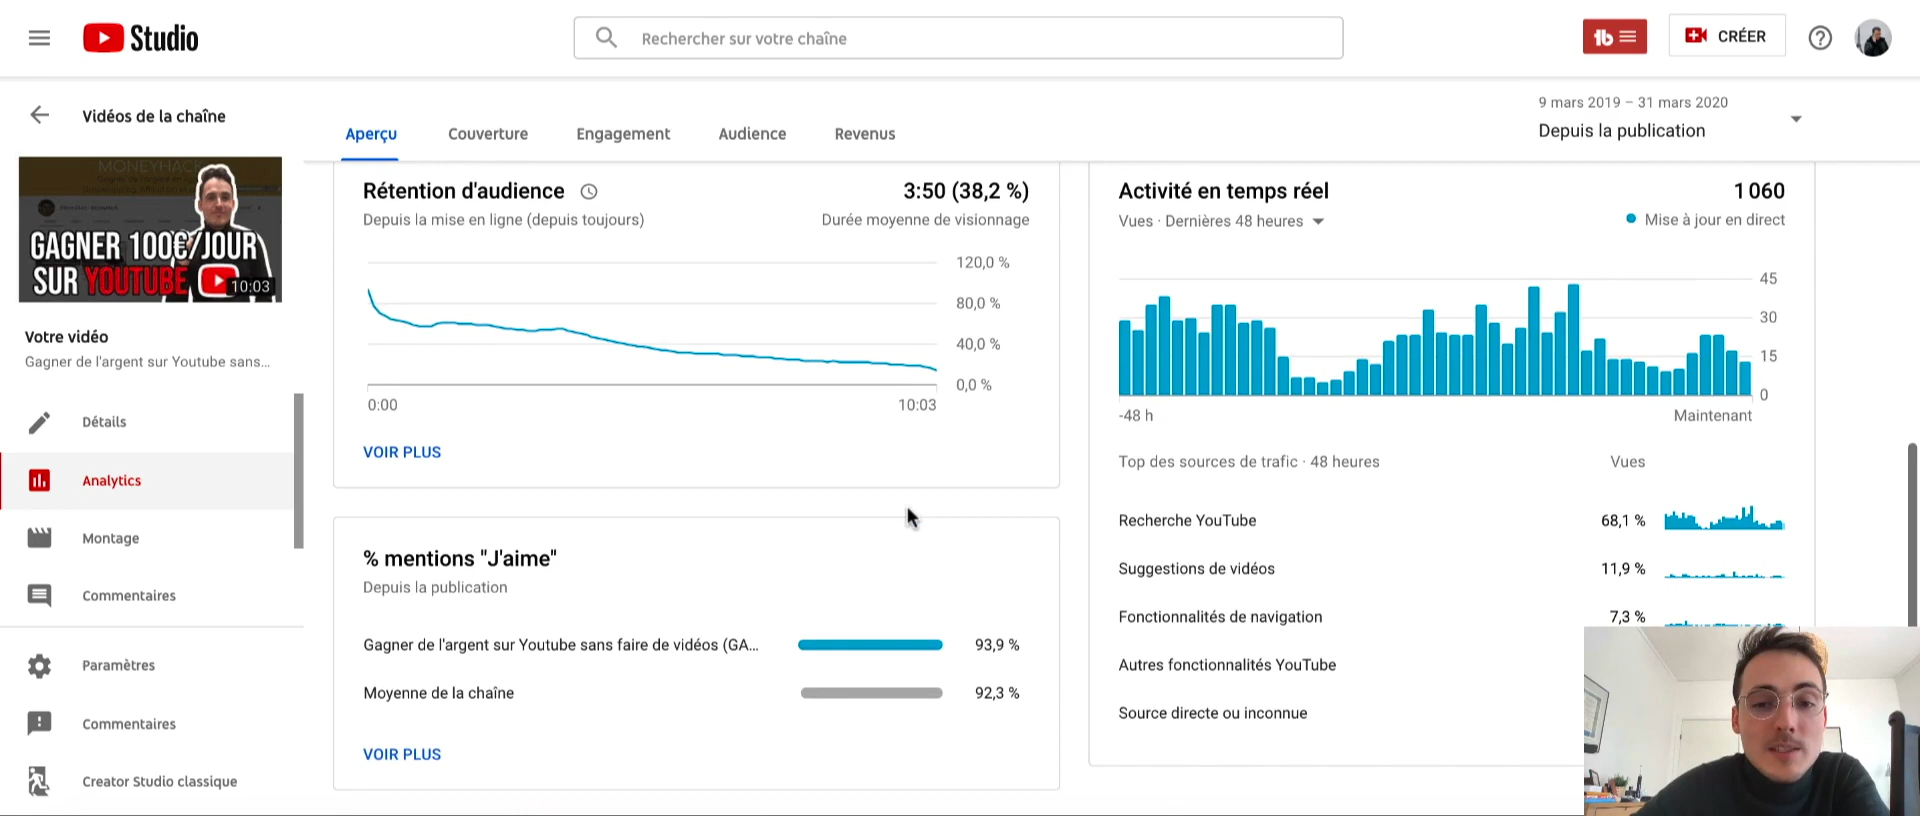 Studio
Rechercher sur votre chaîne
CRÉER
Vidéos de la chaîne
Aperçu
Couverture
Engagement
Audience
Revenus
9 mars 2019 – 31 mars 2020
Depuis la publication
MONEYHACK
GAGNER 100€/JOUR
SUR YOUTUBE
10:03
Votre vidéo
Gagner de l'argent sur Youtube sans...
Détails
Analytics
Montage
Commentaires
Paramètres
Commentaires
Creator Studio classique
Rétention d'audience
3:50 (38,2 %)
Depuis la mise en ligne (depuis toujours)
Durée moyenne de visionnage
120,0 %
80,0 %
40,0 %
0,0 %
0:00
10:03
VOIR PLUS
% mentions "J'aime"
Depuis la publication
Gagner de l'argent sur Youtube sans faire de vidéos (GA...
93,9 %
Moyenne de la chaîne
92,3 %
VOIR PLUS
Activité en temps réel
1 060
Vues · Dernières 48 heures
Mise à jour en direct
45
30
15
0
-48 h
Maintenant
Top des sources de trafic · 48 heures
Vues
Recherche YouTube
68,1 %
Suggestions de vidéos
11,9 %
Fonctionnalités de navigation
7,3 %
Autres fonctionnalités YouTube
Source directe ou inconnue